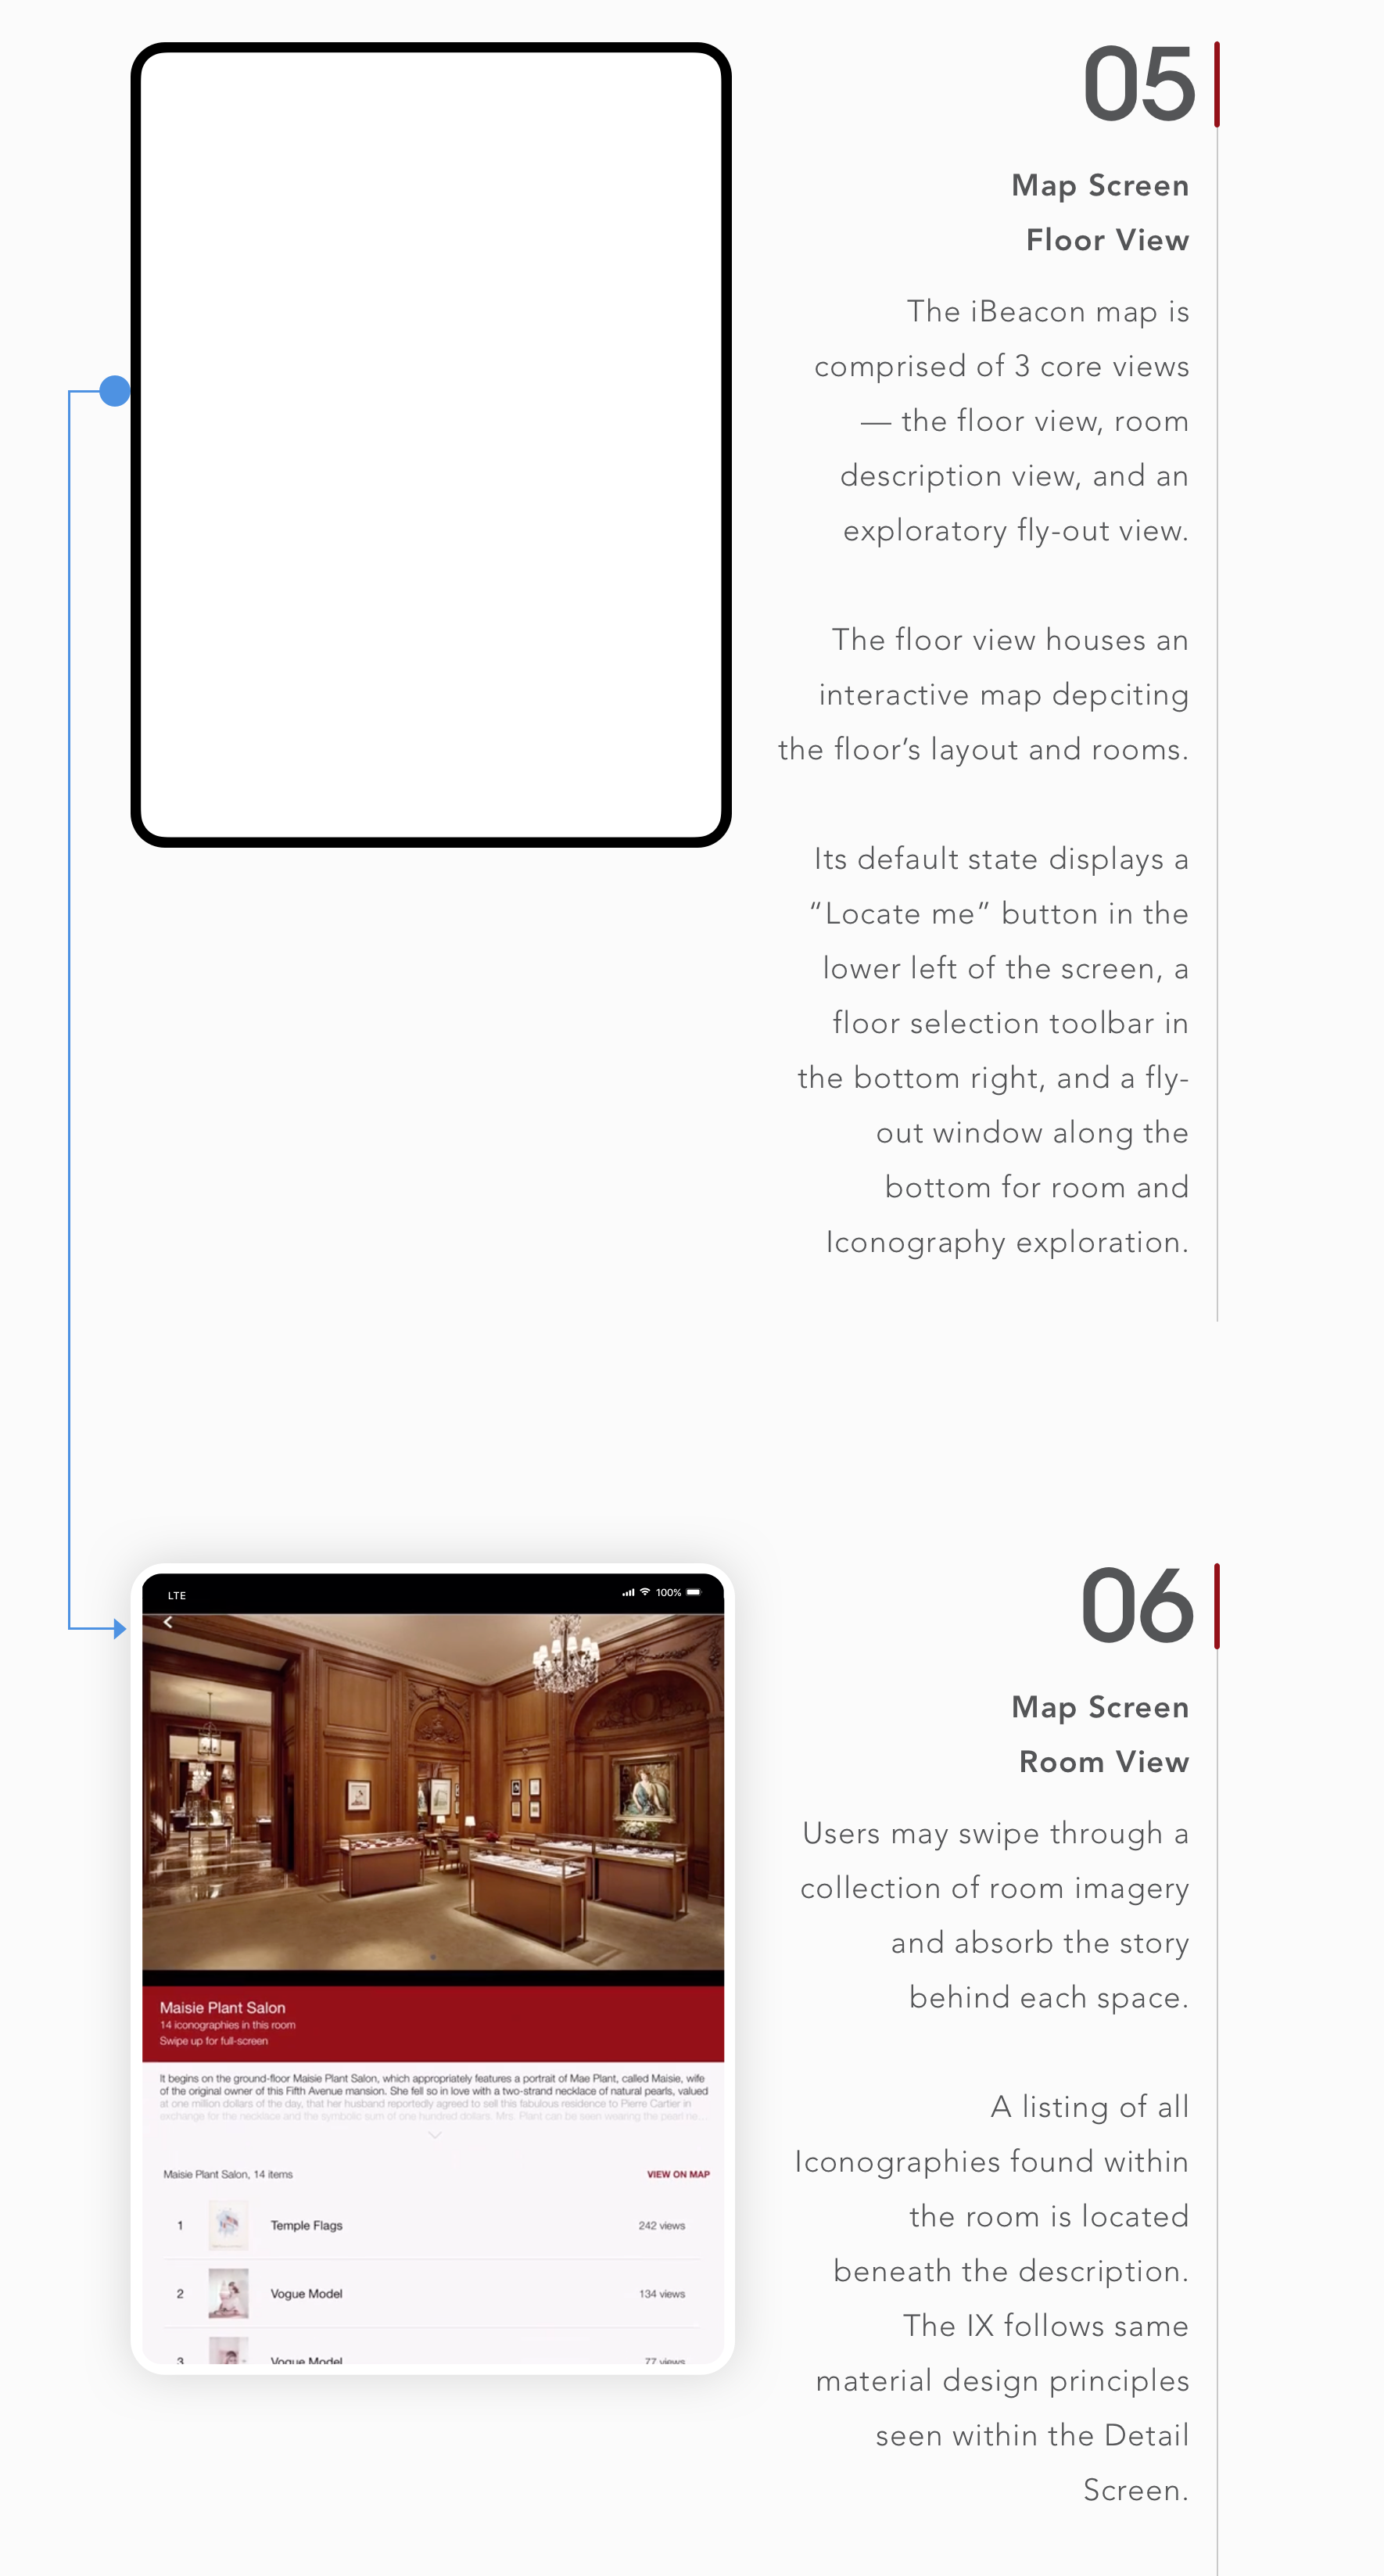 05
Map Screen
Floor View
The iBeacon map is
comprised of 3 core views
— the floor view, room
description view, and an
exploratory fly-out view.
The floor view houses an
interactive map depciting
the floor’s layout and rooms.
Its default state displays a
“Locate me” button in the
lower left of the screen, a
floor selection toolbar in
the bottom right, and a fly-
out window along the
bottom for room and
Iconography exploration.
LTE
100%
Maisie Plant Salon
14 iconographies in this room
Swipe up for full-screen
It begins on the ground-floor Maisie Plant Salon, which appropriately features a portrait of Mae Plant, called Maisie, wife
of the original owner of this Fifth Avenue mansion. She fell so in love with a two-strand necklace of natural pearls, valued
at one million dollars of the day, that her husband reportedly agreed to sell this fabulous residence to Pierre Cartier in
exchange for the necklace and the symbolic sum of one hundred dollars. Mrs. Plant can be seen wearing the pearl ne...
Maisie Plant Salon, 14 items
VIEW ON MAP
1 Temple Flags 242 views
2 Vogue Model 134 views
3 Vogue Model 77 views
06
Map Screen
Room View
Users may swipe through a
collection of room imagery
and absorb the story
behind each space.
A listing of all
Iconographies found within
the room is located
beneath the description.
The IX follows same
material design principles
seen within the Detail
Screen.